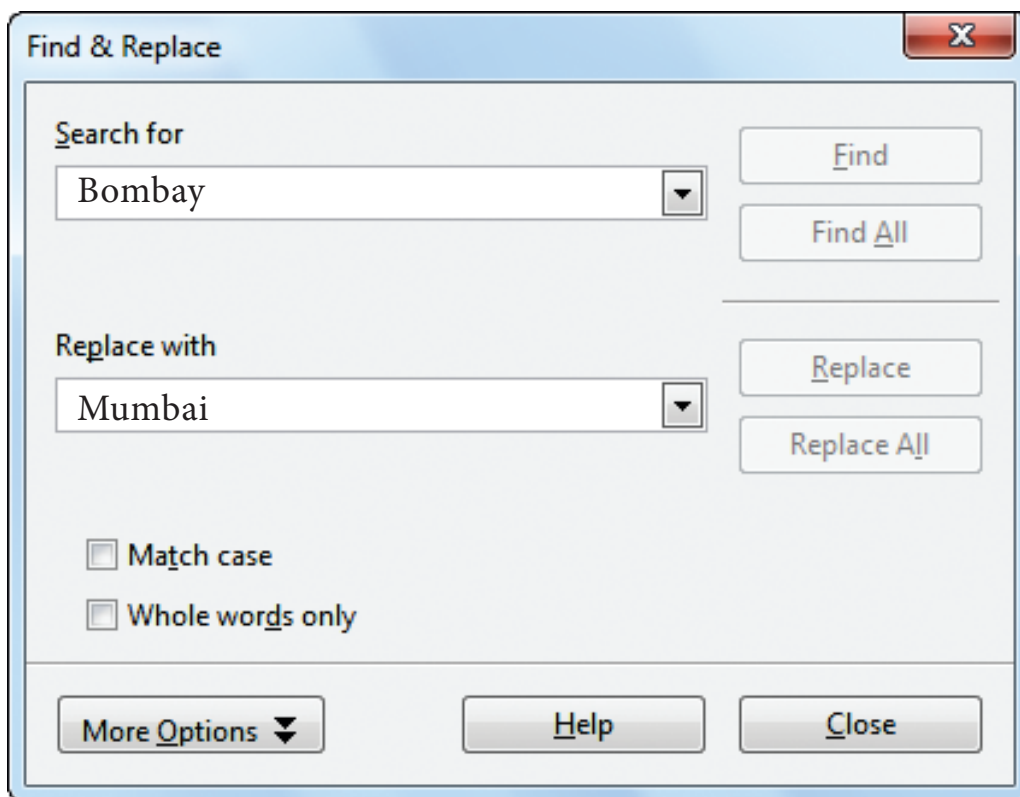 Find & Replace
Search for
Bombay
Find
Find All
Replace with
Mumbai
Replace
Replace All
Match case
Whole words only
More Options
Help
Close